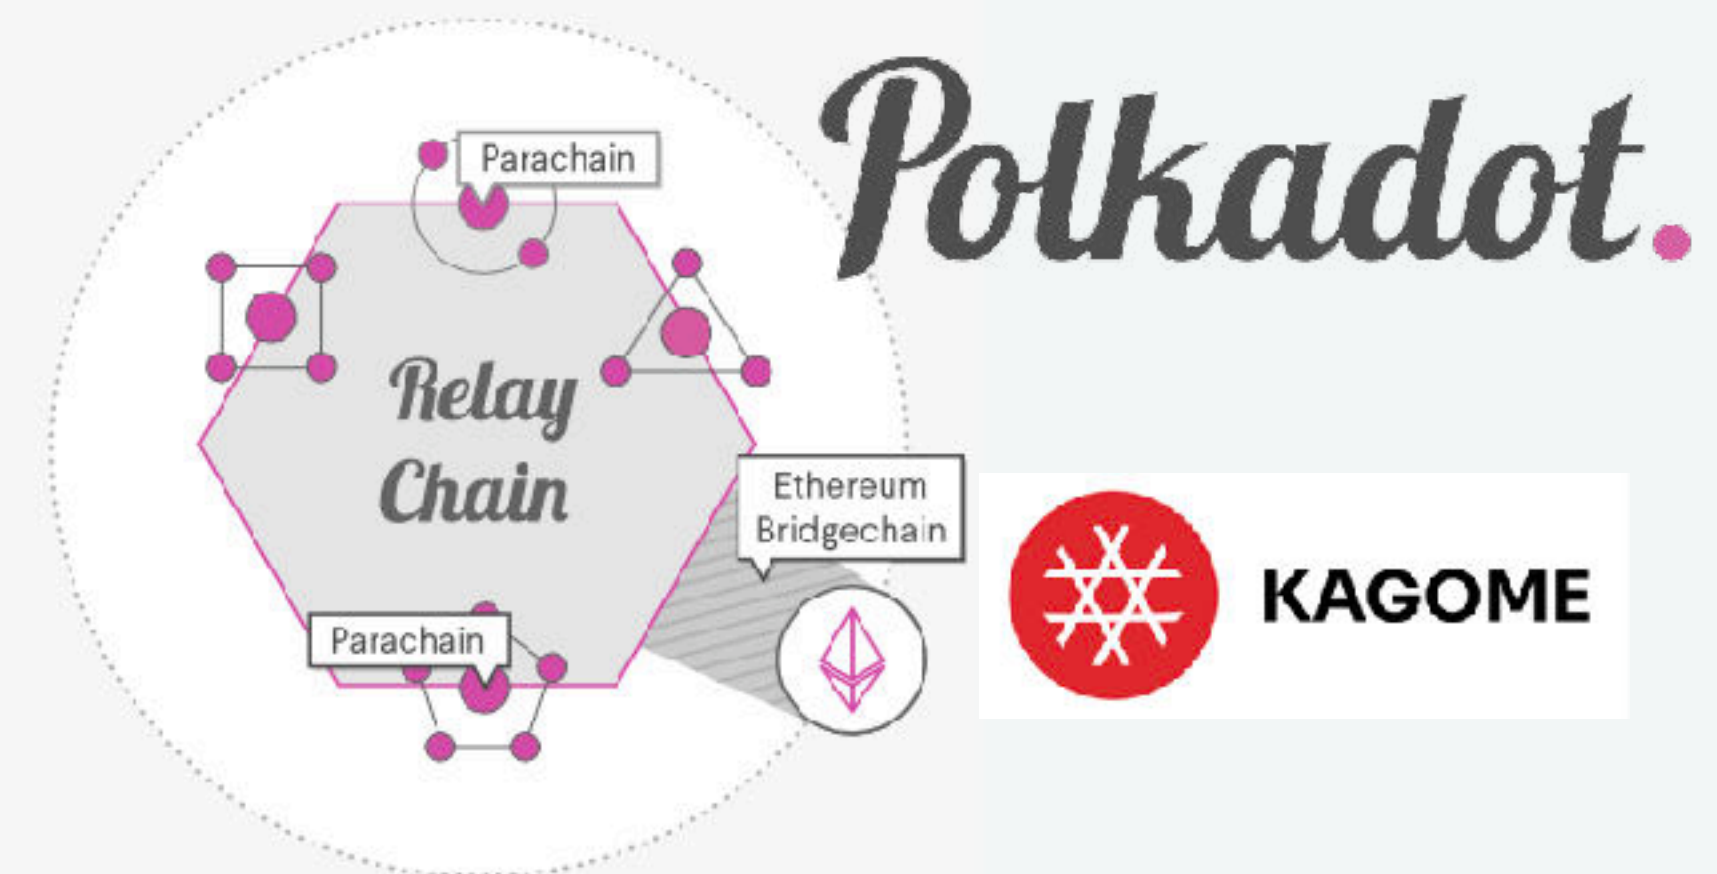 Polkadot.
Parachain
Relay
Chain
Ethereum
Bridgechain
KAGOME
Parachain